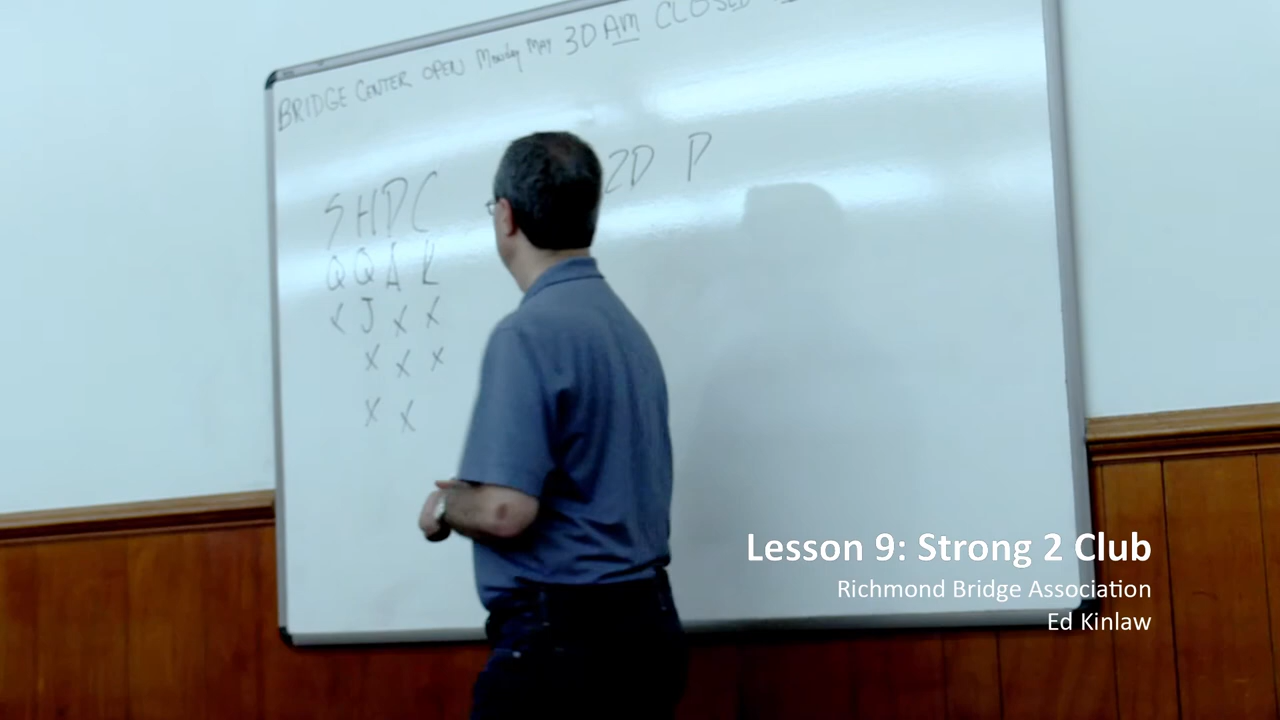 BRIDGE CENTER OPEN Monday MAY 30 AM CLOSED
2D P
S H D C
Q Q A K
X J X X
X X X
X X
Lesson 9: Strong 2 Club
Richmond Bridge Association
Ed Kinlaw